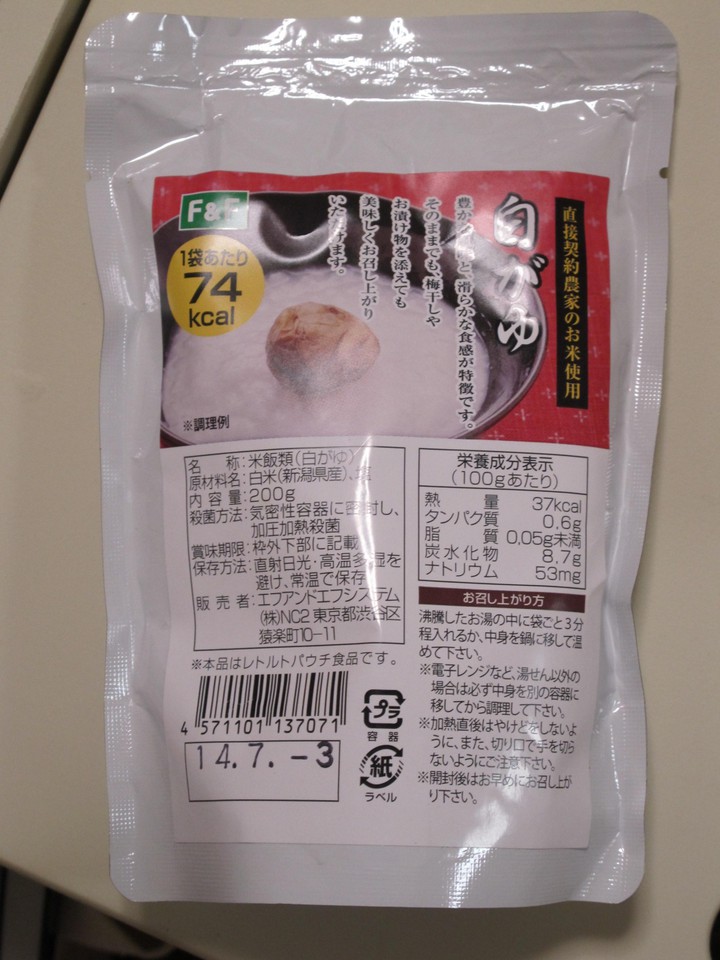 直接契約農家のお米使用
白がゆ
豊かな
と、滑らかな食感が特徴です。
そのままでも、梅干しや
お漬け物を添えても
美味しくお召し上がり
いただけます。
F&F
1袋あたり
74
kcal
※調理例
名 称:米飯類(白がゆ)
原材料名:白米(新潟県産)、塩
内 容 量:200g
殺菌方法:気密性容器に密封し、
加圧加熱殺菌
賞味期限:枠外下部に記載
保存方法:直射日光・高温多湿を
避け、常温で保存
販 売 者:エフアンドエフシステム
(株)NC2 東京都渋谷区
猿楽町10-11
※本品はレトルトパウチ食品です。
4 571101 137071
14.7.-3
プラ
容器
紙
ラベル
栄養成分表示
(100gあたり)
熱 量 37kcal
タンパク質 0.6g
脂 質 0.05g未満
炭水化物 8.7g
ナトリウム 53mg
お召し上がり方
沸騰したお湯の中に袋ごと3分
程入れるか、中身を鍋に移して温
めて下さい。
※電子レンジなど、湯せん以外の
場合は必ず中身を別の容器に
移してから調理して下さい。
※加熱直後はやけどをしないよ
うに、また、切り口で手を切ら
ないようにご注意下さい。
※開封後はお早めにお召し上が
り下さい。